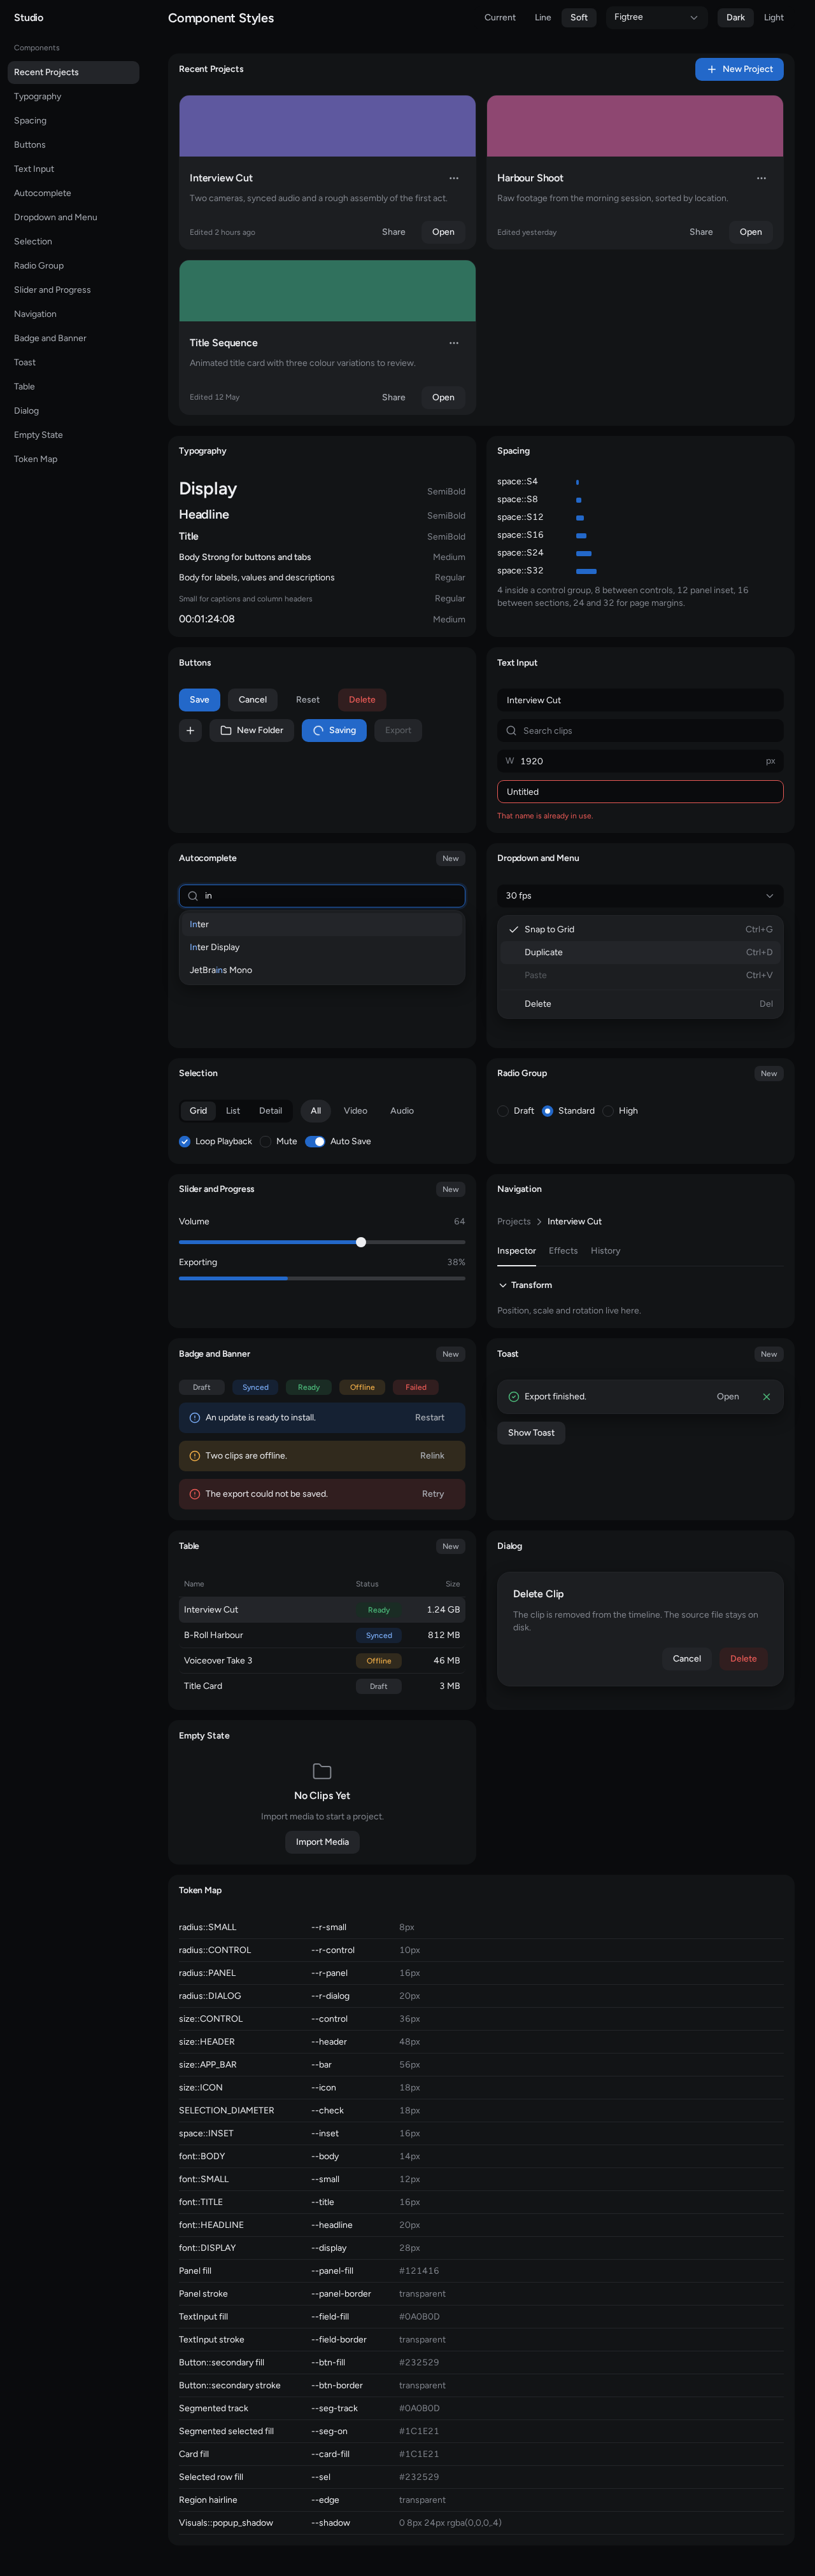 Studio
Component Styles
Current
Line
Soft
Figtree
Dark
Light
Components
Recent Projects
Typography
Spacing
Buttons
Text Input
Autocomplete
Dropdown and Menu
Selection
Radio Group
Slider and Progress
Navigation
Badge and Banner
Toast
Table
Dialog
Empty State
Token Map
Recent Projects
New Project
Interview Cut
Two cameras, synced audio and a rough assembly of the first act.
Edited 2 hours ago
Share
Open
Harbour Shoot
Raw footage from the morning session, sorted by location.
Edited yesterday
Share
Open
Title Sequence
Animated title card with three colour variations to review.
Edited 12 May
Share
Open
Typography
Display
SemiBold
Headline
SemiBold
Title
SemiBold
Body Strong for buttons and tabs
Medium
Body for labels, values and descriptions
Regular
Small for captions and column headers
Regular
00:01:24:08
Medium
Spacing
space::S4
space::S8
space::S12
space::S16
space::S24
space::S32
4 inside a control group, 8 between controls, 12 panel inset, 16
between sections, 24 and 32 for page margins.
Buttons
Save
Cancel
Reset
Delete
New Folder
Saving
Export
Text Input
Interview Cut
Search clips
W 1920 px
Untitled
That name is already in use.
Autocomplete
New
in
Inter
Inter Display
JetBrains Mono
Dropdown and Menu
30 fps
Snap to Grid Ctrl+G
Duplicate Ctrl+D
Paste Ctrl+V
Delete Del
Selection
Grid
List
Detail
All
Video
Audio
Loop Playback
Mute
Auto Save
Radio Group
New
Draft
Standard
High
Slider and Progress
New
Volume 64
Exporting 38%
Navigation
Projects
Interview Cut
Inspector
Effects
History
Transform
Position, scale and rotation live here.
Badge and Banner
New
Draft
Synced
Ready
Offline
Failed
An update is ready to install. Restart
Two clips are offline. Relink
The export could not be saved. Retry
Toast
New
Export finished. Open
Show Toast
Table
New
Name Status Size
Interview Cut Ready 1.24 GB
B-Roll Harbour Synced 812 MB
Voiceover Take 3 Offline 46 MB
Title Card Draft 3 MB
Dialog
Delete Clip
The clip is removed from the timeline. The source file stays on
disk.
Cancel
Delete
Empty State
No Clips Yet
Import media to start a project.
Import Media
Token Map
radius::SMALL --r-small 8px
radius::CONTROL --r-control 10px
radius::PANEL --r-panel 16px
radius::DIALOG --r-dialog 20px
size::CONTROL --control 36px
size::HEADER --header 48px
size::APP_BAR --bar 56px
size::ICON --icon 18px
SELECTION_DIAMETER --check 18px
space::INSET --inset 16px
font::BODY --body 14px
font::SMALL --small 12px
font::TITLE --title 16px
font::HEADLINE --headline 20px
font::DISPLAY --display 28px
Panel fill --panel-fill #121416
Panel stroke --panel-border transparent
TextInput fill --field-fill #0A0B0D
TextInput stroke --field-border transparent
Button::secondary fill --btn-fill #232529
Button::secondary stroke --btn-border transparent
Segmented track --seg-track #0A0B0D
Segmented selected fill --seg-on #1C1E21
Card fill --card-fill #1C1E21
Selected row fill --sel #232529
Region hairline --edge transparent
Visuals::popup_shadow --shadow 0 8px 24px rgba(0,0,0,.4)